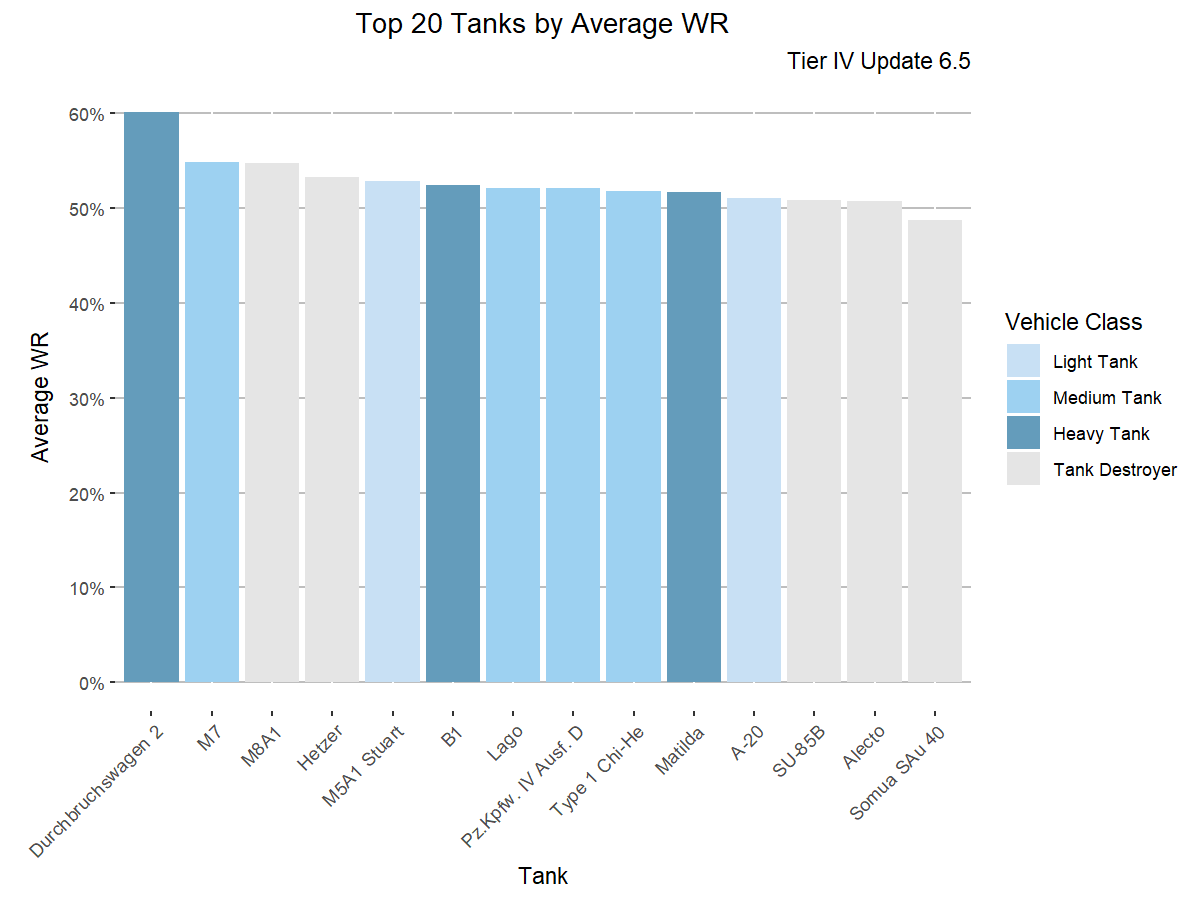 Top 20 Tanks by Average WR
Tier IV Update 6.5
60%
50%
40%
30%
20%
10%
0%
Average WR
Durchbruchswagen 2
M7
M8A1
Hetzer
M5A1 Stuart
B1
Lago
Pz.Kpfw. IV Ausf. D
Type 1 Chi-He
Matilda
A-20
SU-85B
Alecto
Somua SAu 40
Tank
Vehicle Class
Light Tank
Medium Tank
Heavy Tank
Tank Destroyer